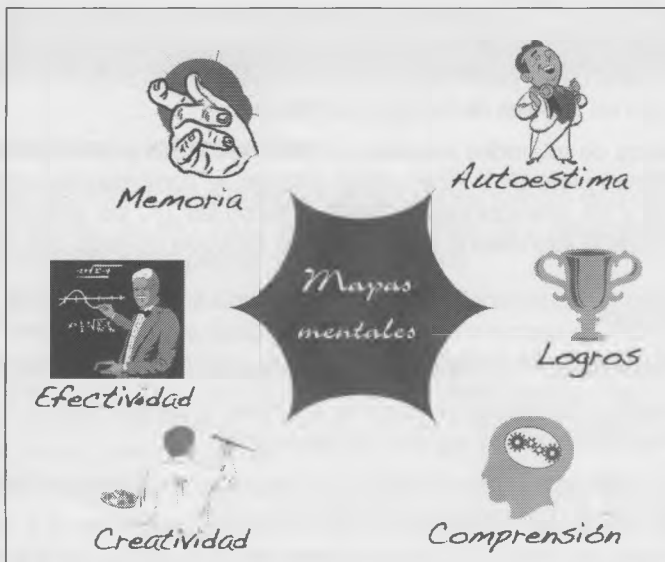 Memoria
Autoestima
Mapas
mentales
Efectividad
Logros
Creatividad
Comprensión